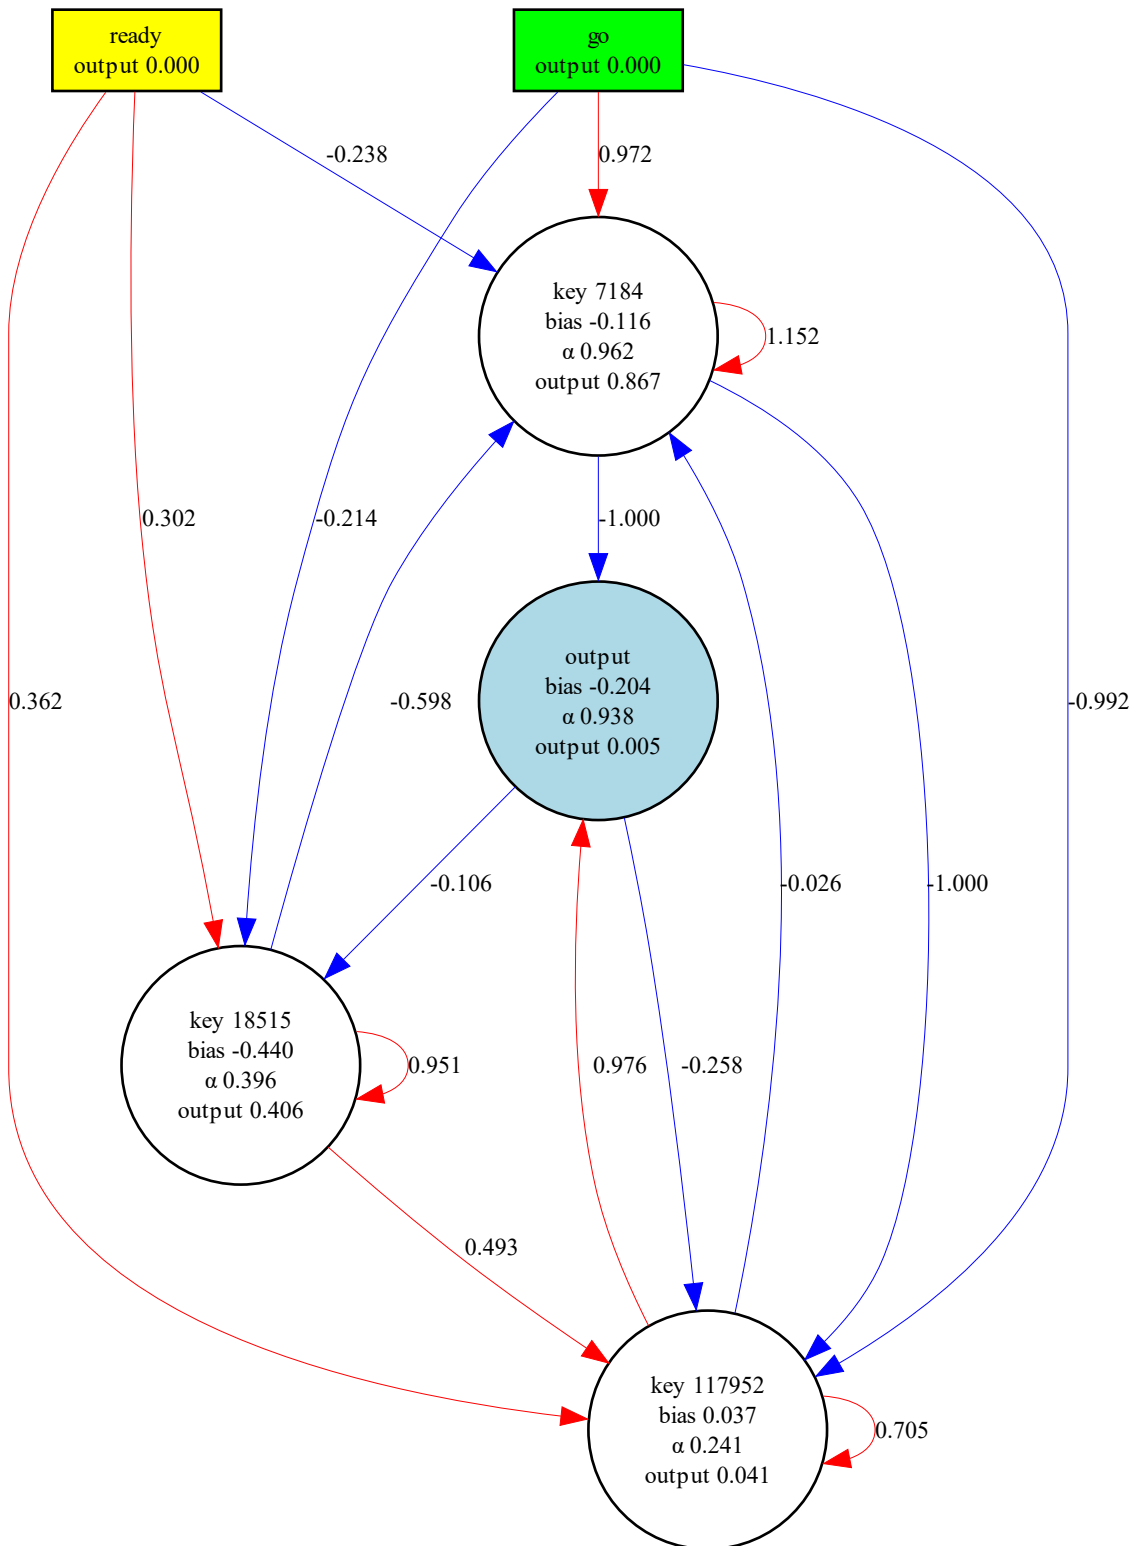 ready
output 0.000
go
output 0.000
-0.238
0.972
key 7184
bias -0.116
α 0.962
output 0.867
1.152
0.302
-0.214
-1.000
output
bias -0.204
α 0.938
output 0.005
0.362
-0.598
-0.992
-0.106
-0.026
-1.000
key 18515
bias -0.440
α 0.396
output 0.406
0.951
0.976
-0.258
0.493
key 117952
bias 0.037
α 0.241
output 0.041
0.705